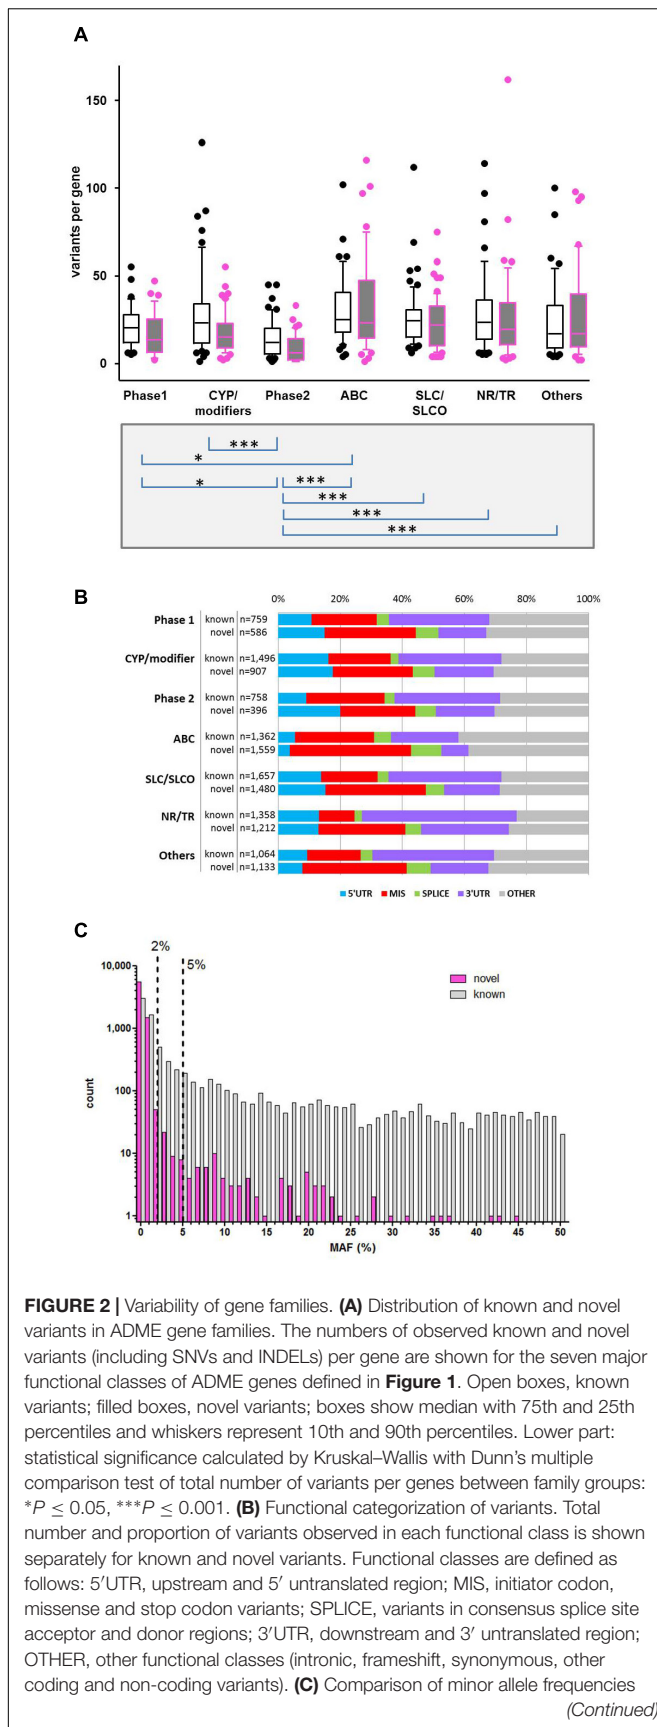 A
150
100
50
0
variants per gene
Phase1 CYP/ Phase2 ABC SLC/ NR/TR Others
modifiers SLCO
***
*
* ***
***
***
***
B
0% 20% 40% 60% 80% 100%
Phase 1 known n=759
novel n=586
CYP/modifier known n=1,496
novel n=907
Phase 2 known n=758
novel n=396
ABC known n=1,362
novel n=1,559
SLC/SLCO known n=1,657
novel n=1,480
NR/TR known n=1,358
novel n=1,212
Others known n=1,064
novel n=1,133
5'UTR MIS SPLICE 3'UTR OTHER
C
2%
5%
10,000
1,000
100
10
1
count
novel
known
0 5 10 15 20 25 30 35 40 45 50
MAF (%)
FIGURE 2 | Variability of gene families. (A) Distribution of known and novel
variants in ADME gene families. The numbers of observed known and novel
variants (including SNVs and INDELs) per gene are shown for the seven major
functional classes of ADME genes defined in Figure 1. Open boxes, known
variants; filled boxes, novel variants; boxes show median with 75th and 25th
percentiles and whiskers represent 10th and 90th percentiles. Lower part:
statistical significance calculated by Kruskal–Wallis with Dunn's multiple
comparison test of total number of variants per genes between family groups:
*P ≤ 0.05, ***P ≤ 0.001. (B) Functional categorization of variants. Total
number and proportion of variants observed in each functional class is shown
separately for known and novel variants. Functional classes are defined as
follows: 5′UTR, upstream and 5′ untranslated region; MIS, initiator codon,
missense and stop codon variants; SPLICE, variants in consensus splice site
acceptor and donor regions; 3′UTR, downstream and 3′ untranslated region;
OTHER, other functional classes (intronic, frameshift, synonymous, other
coding and non-coding variants). (C) Comparison of minor allele frequencies
(Continued)